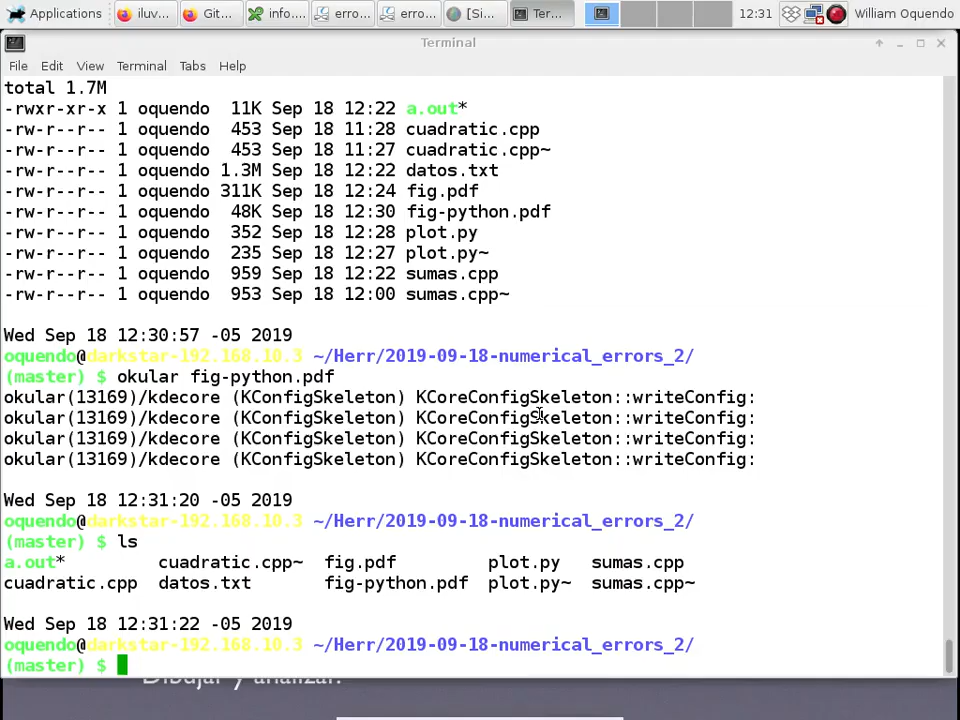 Applications iluv... Git... info.... erro... erro... [Si... Ter... 12:31 William Oquendo
Terminal
File Edit View Terminal Tabs Help
total 1.7M
-rwxr-xr-x 1 oquendo  11K Sep 18 12:22 a.out*
-rw-r--r-- 1 oquendo  453 Sep 18 11:28 cuadratic.cpp
-rw-r--r-- 1 oquendo  453 Sep 18 11:27 cuadratic.cpp~
-rw-r--r-- 1 oquendo 1.3M Sep 18 12:22 datos.txt
-rw-r--r-- 1 oquendo 311K Sep 18 12:24 fig.pdf
-rw-r--r-- 1 oquendo  48K Sep 18 12:30 fig-python.pdf
-rw-r--r-- 1 oquendo  352 Sep 18 12:28 plot.py
-rw-r--r-- 1 oquendo  235 Sep 18 12:27 plot.py~
-rw-r--r-- 1 oquendo  959 Sep 18 12:22 sumas.cpp
-rw-r--r-- 1 oquendo  953 Sep 18 12:00 sumas.cpp~
Wed Sep 18 12:30:57 -05 2019
oquendo@darkstar-192.168.10.3 ~/Herr/2019-09-18-numerical_errors_2/
(master) $ okular fig-python.pdf
okular(13169)/kdecore (KConfigSkeleton) KCoreConfigSkeleton::writeConfig:
okular(13169)/kdecore (KConfigSkeleton) KCoreConfigSkeleton::writeConfig:
okular(13169)/kdecore (KConfigSkeleton) KCoreConfigSkeleton::writeConfig:
okular(13169)/kdecore (KConfigSkeleton) KCoreConfigSkeleton::writeConfig:
Wed Sep 18 12:31:20 -05 2019
oquendo@darkstar-192.168.10.3 ~/Herr/2019-09-18-numerical_errors_2/
(master) $ ls
a.out* cuadratic.cpp~ fig.pdf plot.py sumas.cpp
cuadratic.cpp datos.txt fig-python.pdf plot.py~ sumas.cpp~
Wed Sep 18 12:31:22 -05 2019
oquendo@darkstar-192.168.10.3 ~/Herr/2019-09-18-numerical_errors_2/
(master) $
Dibujar y analizar.